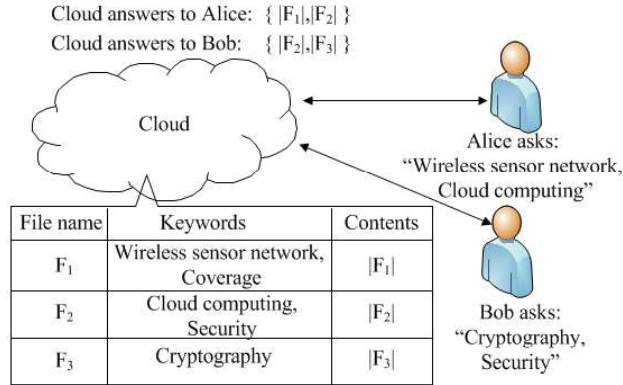 Cloud answers to Alice: { |F₁|,|F₂| }
Cloud answers to Bob: { |F₂|,|F₃| }
Cloud
Alice asks:
“Wireless sensor network,
Cloud computing”
File name Keywords Contents
F₁ Wireless sensor network, Coverage |F₁|
F₂ Cloud computing, Security |F₂|
F₃ Cryptography |F₃|
Bob asks:
“Cryptography,
Security”